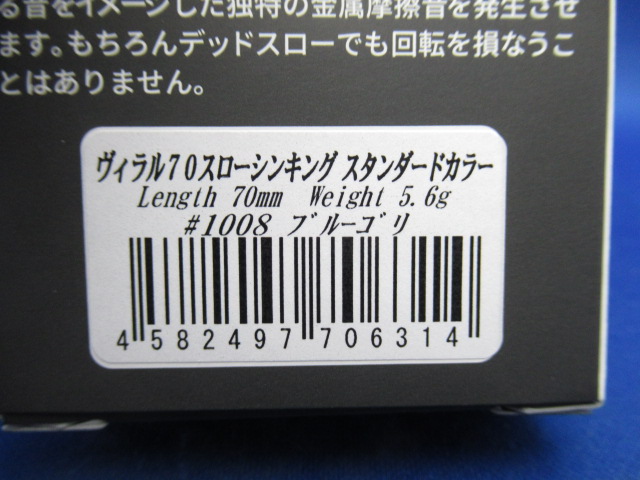 る音をイメージした独特の金属摩擦音を発生させ
ます。もちろんデッドスローでも回転を損なうこ
とはありません。
ヴィラル70スローシンキング スタンダードカラー
Length 70mm Weight 5.6g
#1008 ブルーゴリ
4 582497 706314